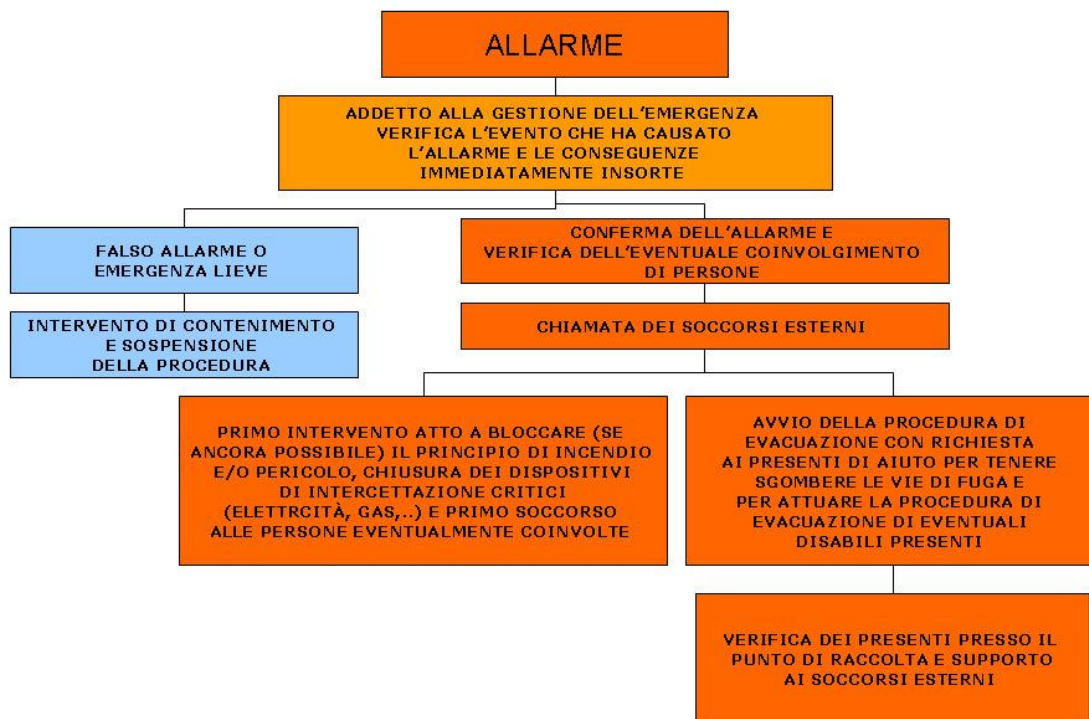 ALLARME
ADDETTO ALLA GESTIONE DELL'EMERGENZA
VERIFICA L'EVENTO CHE HA CAUSATO
L'ALLARME E LE CONSEGUENZE
IMMEDIATAMENTE INSORTE
FALSO ALLARME O
EMERGENZA LIEVE
INTERVENTO DI CONTENIMENTO
E SOSPENSIONE
DELLA PROCEDURA
CONFERMA DELL'ALLARME E
VERIFICA DELL'EVENTUALE COINVOLGIMENTO
DI PERSONE
CHIAMATA DEI SOCCORSI ESTERNI
PRIMO INTERVENTO ATTO A BLOCCARE (SE
ANCORA POSSIBILE) IL PRINCIPIO DI INCENDIO
E/O PERICOLO, CHIUSURA DEI DISPOSITIVI
DI INTERCETTAZIONE CRITICI
(ELETTRCITÀ, GAS,..) E PRIMO SOCCORSO
ALLE PERSONE EVENTUALMENTE COINVOLTE
AVVIO DELLA PROCEDURA DI
EVACUAZIONE CON RICHIESTA
AI PRESENTI DI AIUTO PER TENERE
SGOMBERE LE VIE DI FUGA E
PER ATTUARE LA PROCEDURA DI
EVACUAZIONE DI EVENTUALI
DISABILI PRESENTI
VERIFICA DEI PRESENTI PRESSO IL
PUNTO DI RACCOLTA E SUPPORTO
AI SOCCORSI ESTERNI